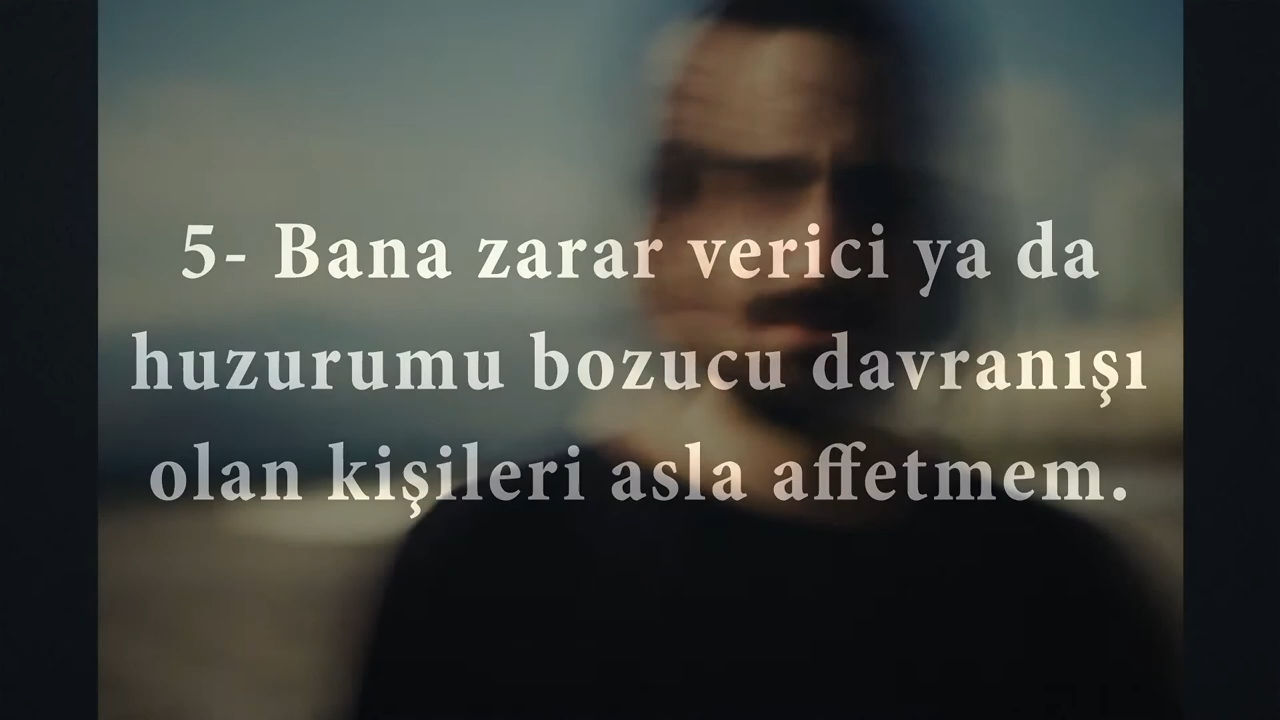 5- Bana zarar verici ya da
huzurumu bozucu davranışı
olan kişileri asla affetmem.